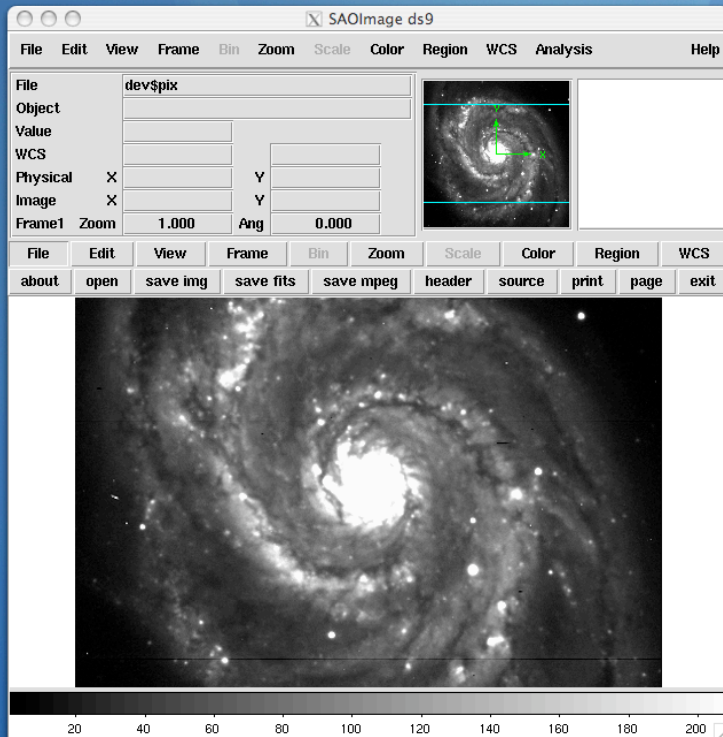 SAOImage ds9
File Edit View Frame Bin Zoom Scale Color Region WCS Analysis Help
File dev$pix
Object
Value
WCS
Physical X Y
Image X Y
Frame1 Zoom 1.000 Ang 0.000
Y
X
File Edit View Frame Bin Zoom Scale Color Region WCS
about open save img save fits save mpeg header source print page exit
20 40 60 80 100 120 140 160 180 200